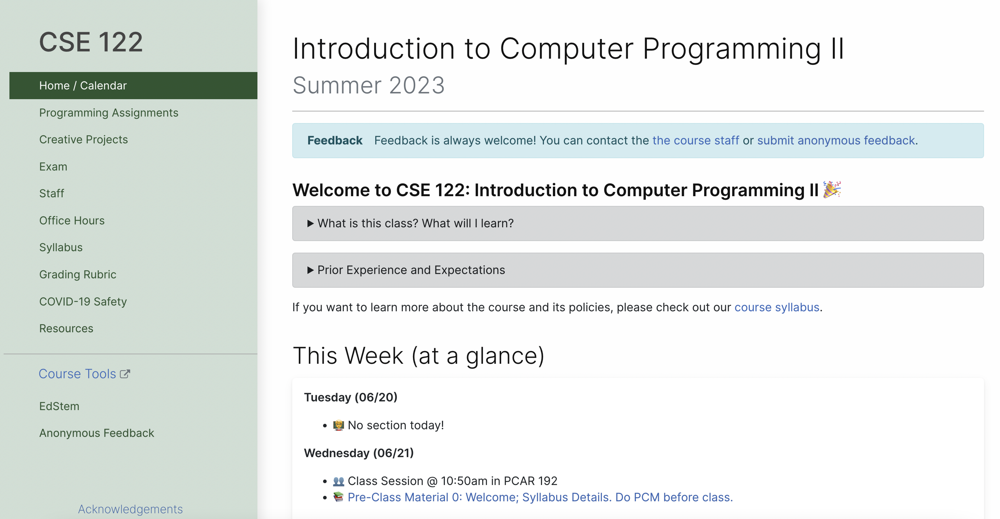 CSE 122
Home / Calendar
Programming Assignments
Creative Projects
Exam
Staff
Office Hours
Syllabus
Grading Rubric
COVID-19 Safety
Resources
Course Tools
EdStem
Anonymous Feedback
Acknowledgements
Introduction to Computer Programming II
Summer 2023
Feedback Feedback is always welcome! You can contact the the course staff or submit anonymous feedback.
Welcome to CSE 122: Introduction to Computer Programming II 🎉
▶ What is this class? What will I learn?
▶ Prior Experience and Expectations
If you want to learn more about the course and its policies, please check out our course syllabus.
This Week (at a glance)
Tuesday (06/20)
• 🧑‍🏫 No section today!
Wednesday (06/21)
• 👥 Class Session @ 10:50am in PCAR 192
• 📚 Pre-Class Material 0: Welcome; Syllabus Details. Do PCM before class.